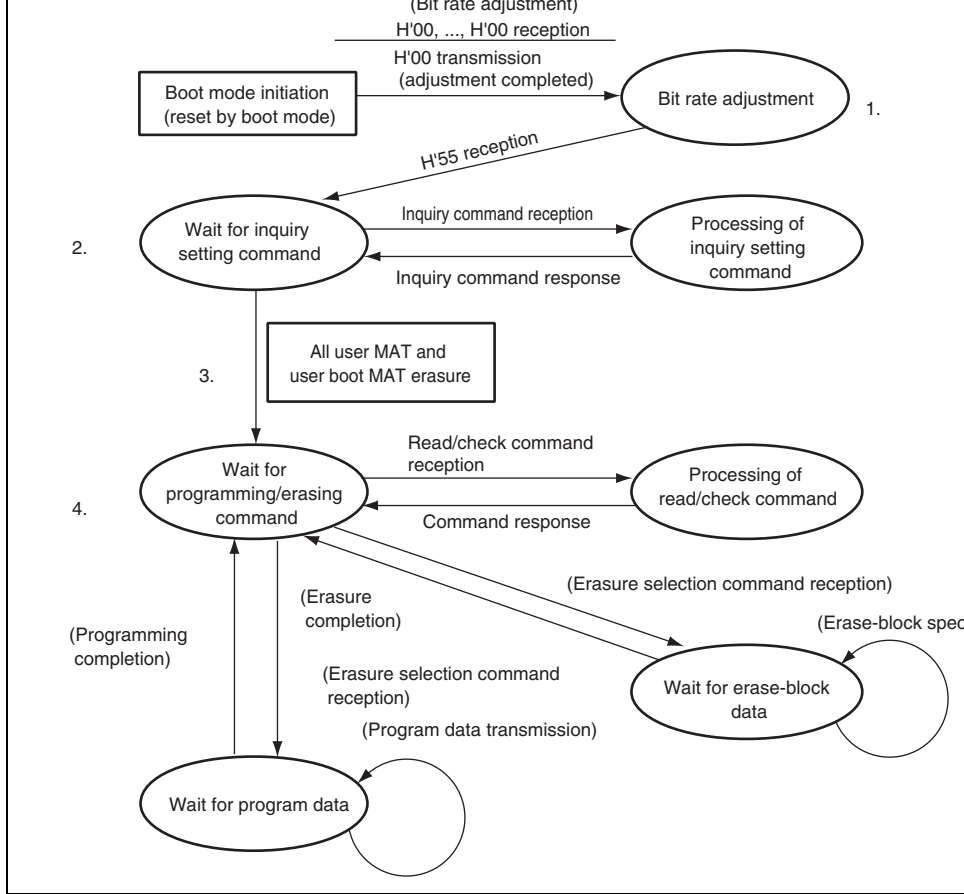 (Bit rate adjustment)
H'00, ..., H'00 reception
H'00 transmission
(adjustment completed)
Boot mode initiation
(reset by boot mode)
Bit rate adjustment
1.
H'55 reception
2.
Wait for inquiry
setting command
Inquiry command reception
Inquiry command response
Processing of
inquiry setting
command
3.
All user MAT and
user boot MAT erasure
4.
Wait for
programming/erasing
command
Read/check command
reception
Command response
Processing of
read/check command
(Erasure selection command reception)
(Erasure
completion)
(Programming
completion)
(Erase-block spec
(Erasure selection command
reception)
Wait for erase-block
data
(Program data transmission)
Wait for program data